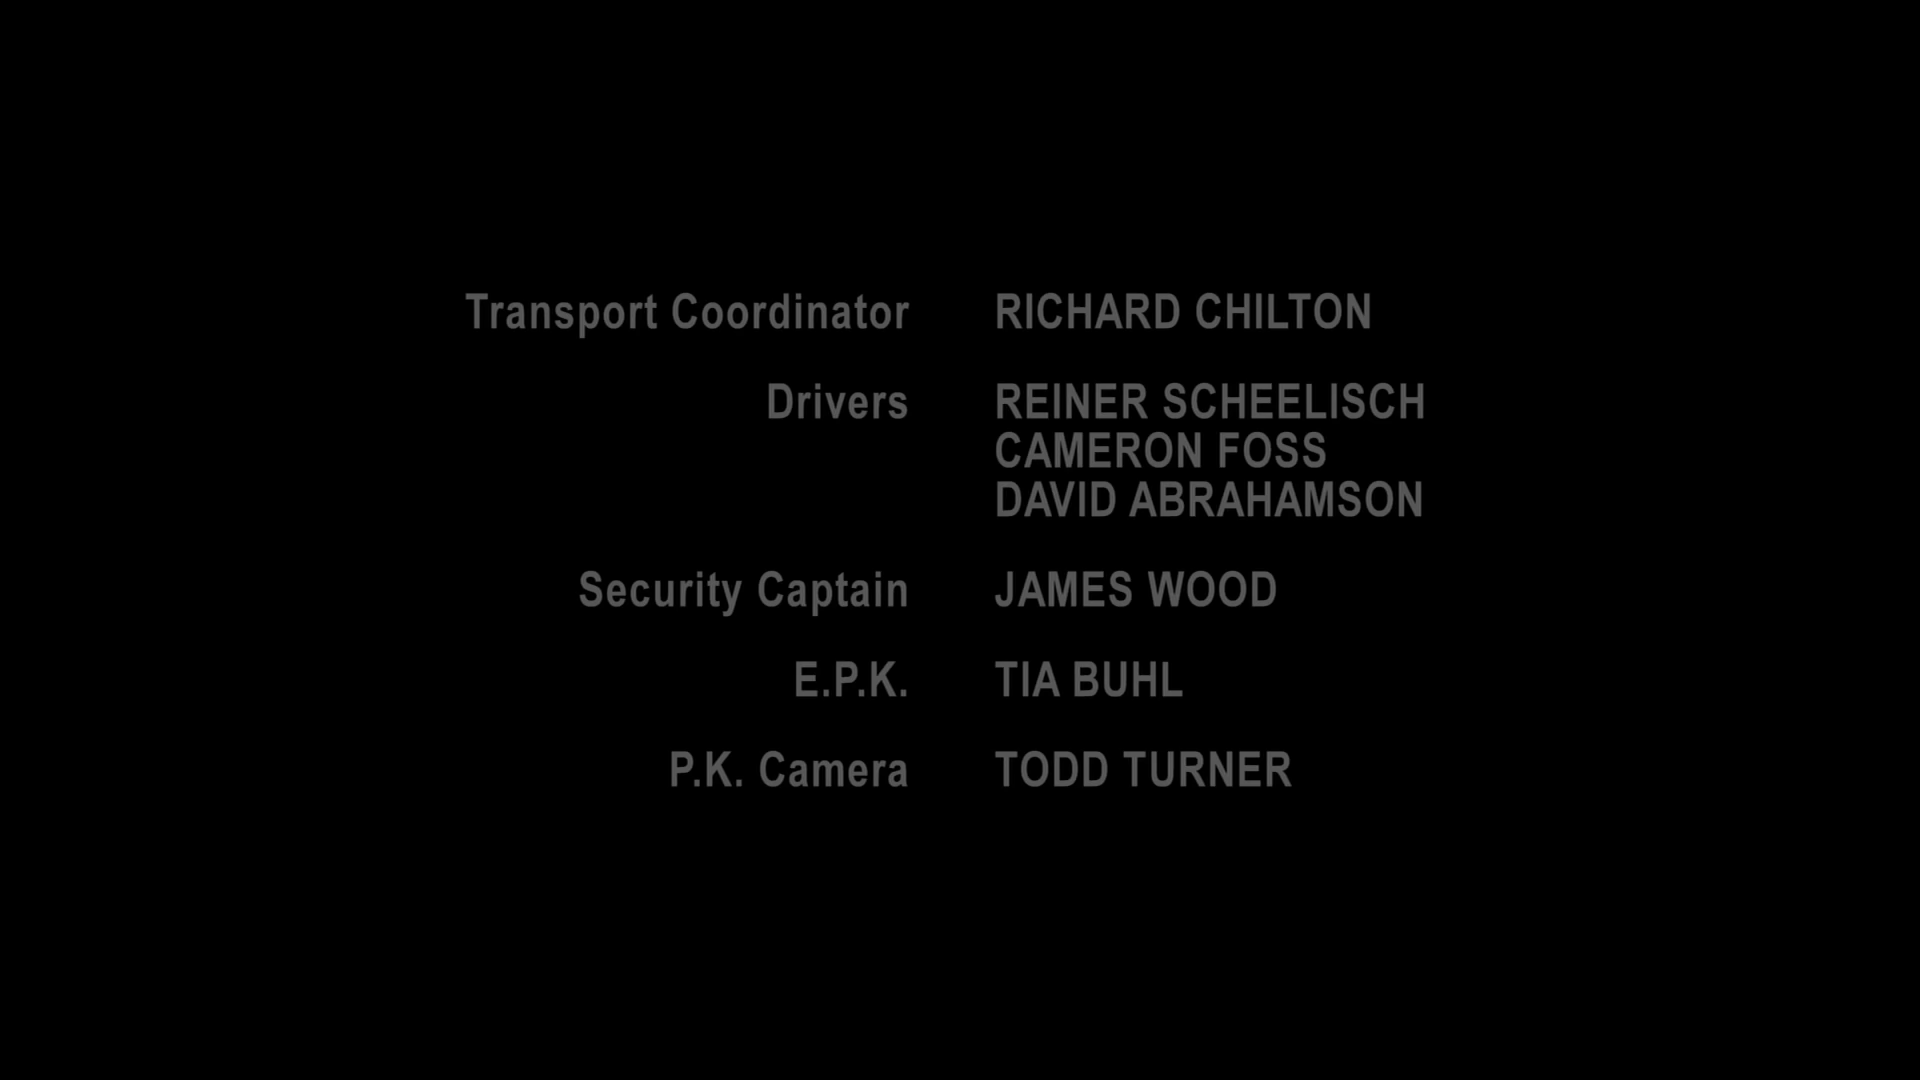 Transport Coordinator RICHARD CHILTON
Drivers REINER SCHEELISCH
CAMERON FOSS
DAVID ABRAHAMSON
Security Captain JAMES WOOD
E.P.K. TIA BUHL
P.K. Camera TODD TURNER